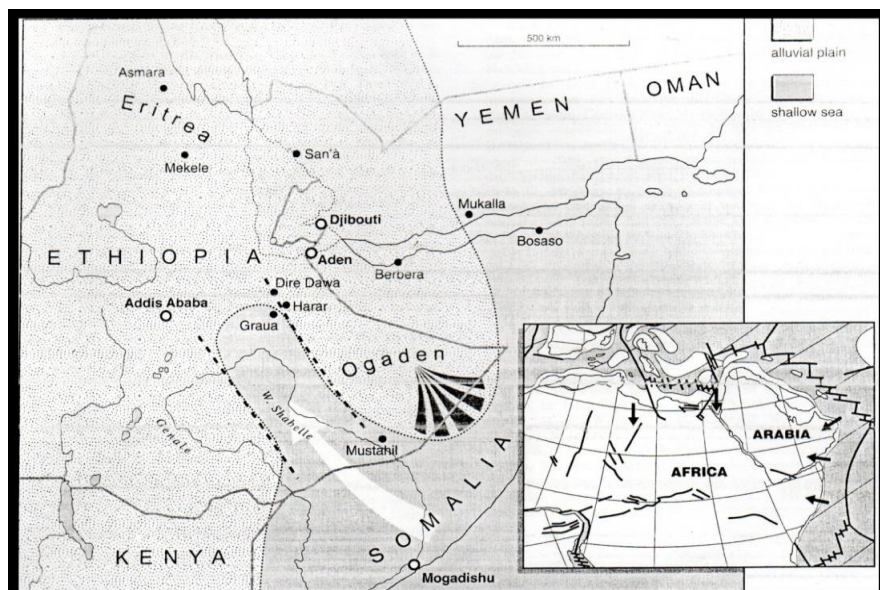 500 km
alluvial plain
shallow sea
Asmara
Eritrea
YEMEN
OMAN
Mekele
San'à
Mukalla
Djibouti
Bosaso
ETHIOPIA
Aden
Berbera
Dire Dawa
Addis Ababa
Harar
Graua
Ogaden
W. Shabelle
Genale
Mustahil
ARABIA
AFRICA
SOMALIA
KENYA
Mogadishu